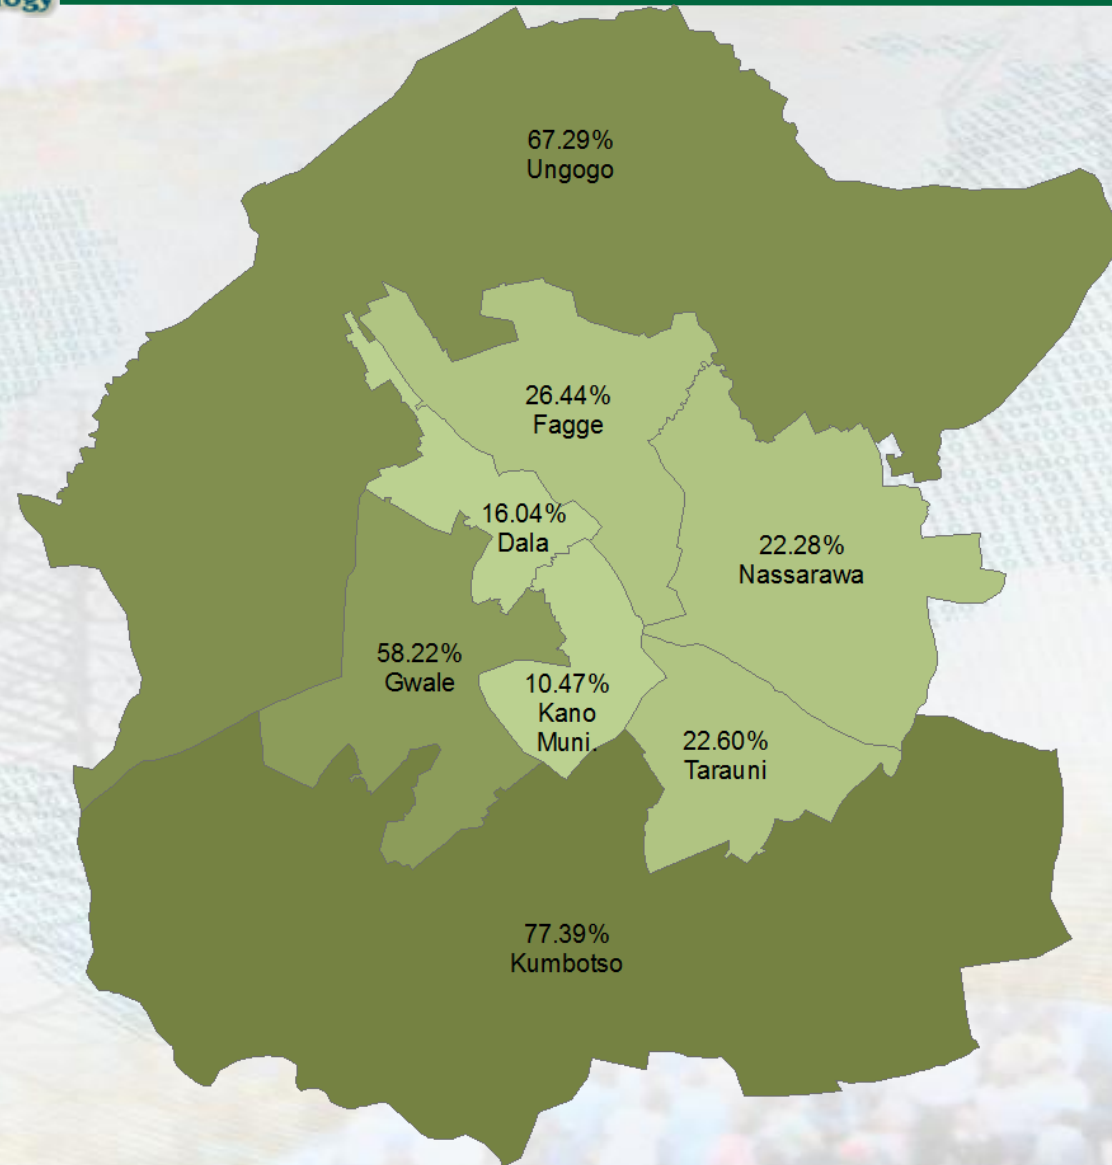 67.29%
Ungogo
26.44%
Fagge
16.04%
Dala
22.28%
Nassarawa
58.22%
Gwale
10.47%
Kano
Muni.
22.60%
Tarauni
77.39%
Kumbotso